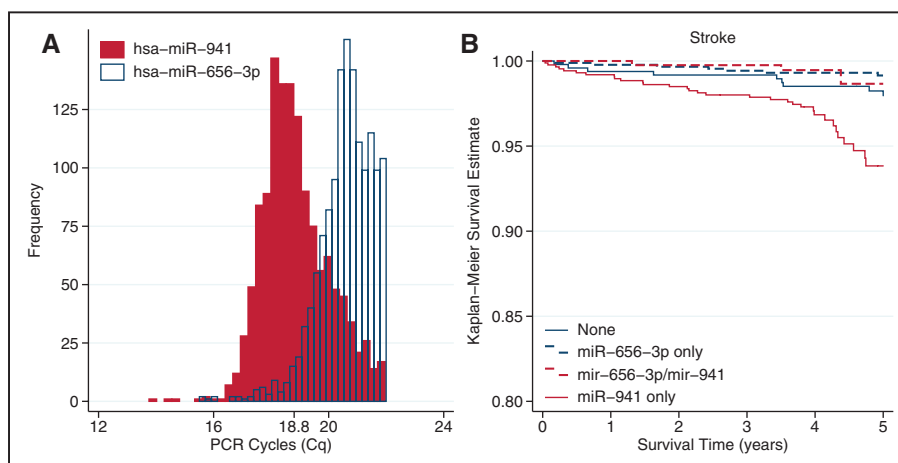 A
hsa–miR–941
hsa–miR–656–3p
125
100
75
50
25
0
Frequency
12
16
18.8
20
24
PCR Cycles (Cq)
B
Stroke
1.00
0.95
0.90
0.85
0.80
Kaplan–Meier Survival Estimate
None
miR–656–3p only
mir–656–3p/mir–941
miR–941 only
0
1
2
3
4
5
Survival Time (years)